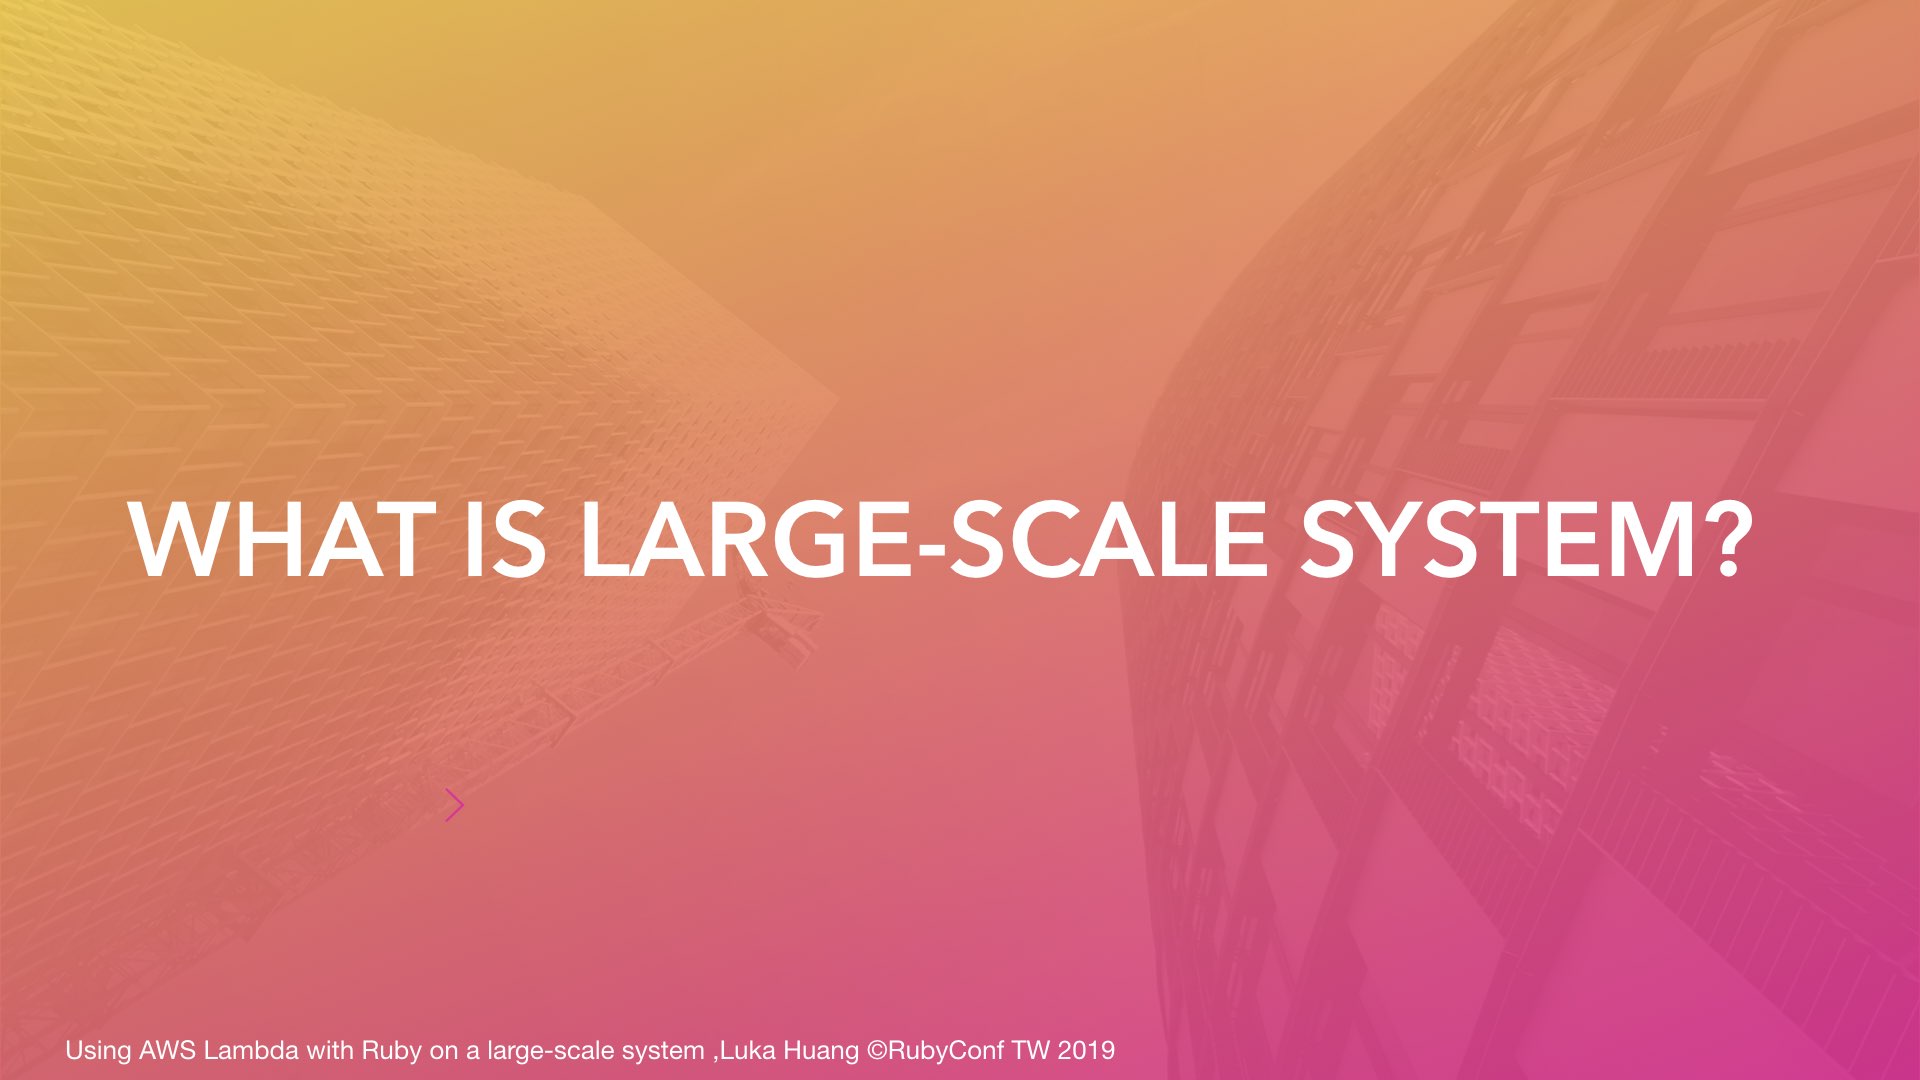 WHAT IS LARGE-SCALE SYSTEM?
Using AWS Lambda with Ruby on a large-scale system ,Luka Huang ©RubyConf TW 2019